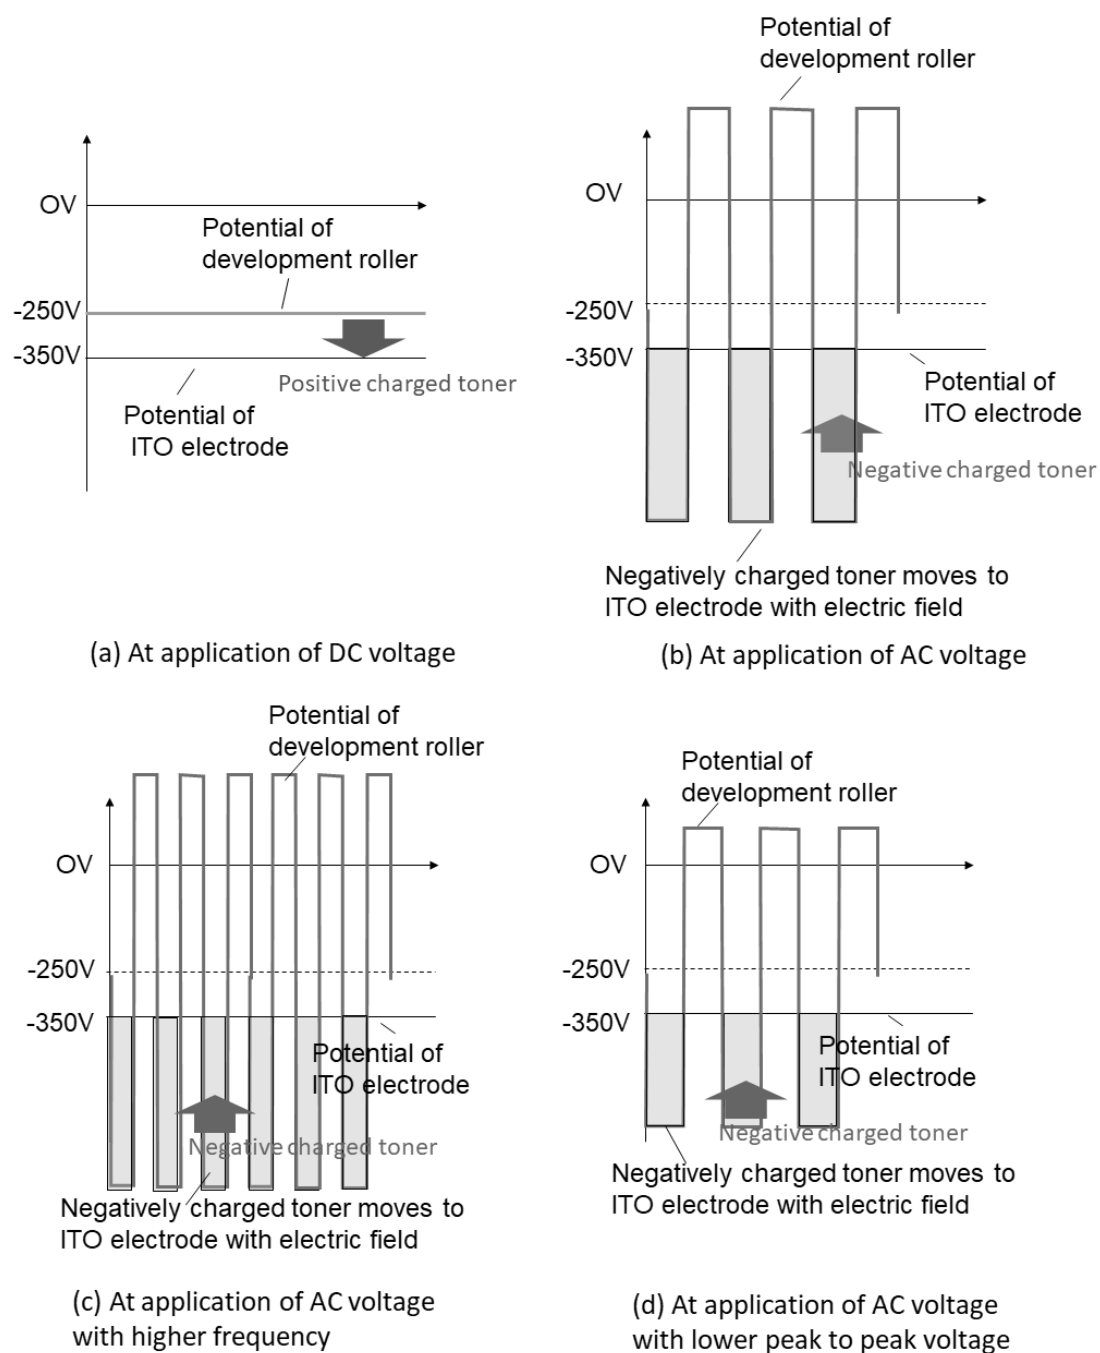 OV
Potential of
development roller
-250V
-350V
Positive charged toner
Potential of
ITO electrode
(a) At application of DC voltage
Potential of
development roller
OV
-250V
-350V
Potential of
ITO electrode
Negative charged toner
Negatively charged toner moves to
ITO electrode with electric field
(b) At application of AC voltage
Potential of
development roller
OV
-250V
-350V
Potential of
ITO electrode
Negative charged toner
Negatively charged toner moves to
ITO electrode with electric field
(c) At application of AC voltage
with higher frequency
Potential of
development roller
OV
-250V
-350V
Potential of
ITO electrode
Negative charged toner
Negatively charged toner moves to
ITO electrode with electric field
(d) At application of AC voltage
with lower peak to peak voltage